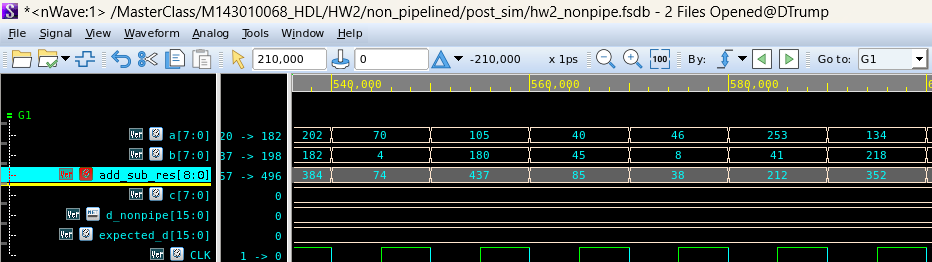 *<nWave:1> /MasterClass/M143010068_HDL/HW2/non_pipelined/post_sim/hw2_nonpipe.fsdb - 2 Files Opened@DTrump
File Signal View Waveform Analog Tools Window Help
210,000 0 -210,000 x 1ps 100 By: Go to: G1
540,000 560,000 580,000
G1
a[7:0] 20 -> 182 202 70 105 40 46 253 134
b[7:0] 37 -> 198 182 4 180 45 8 41 218
add_sub_res[8:0] 57 -> 496 384 74 437 85 38 212 352
c[7:0] 0
d_nonpipe[15:0] 0
expected_d[15:0] 0
CLK 1 -> 0